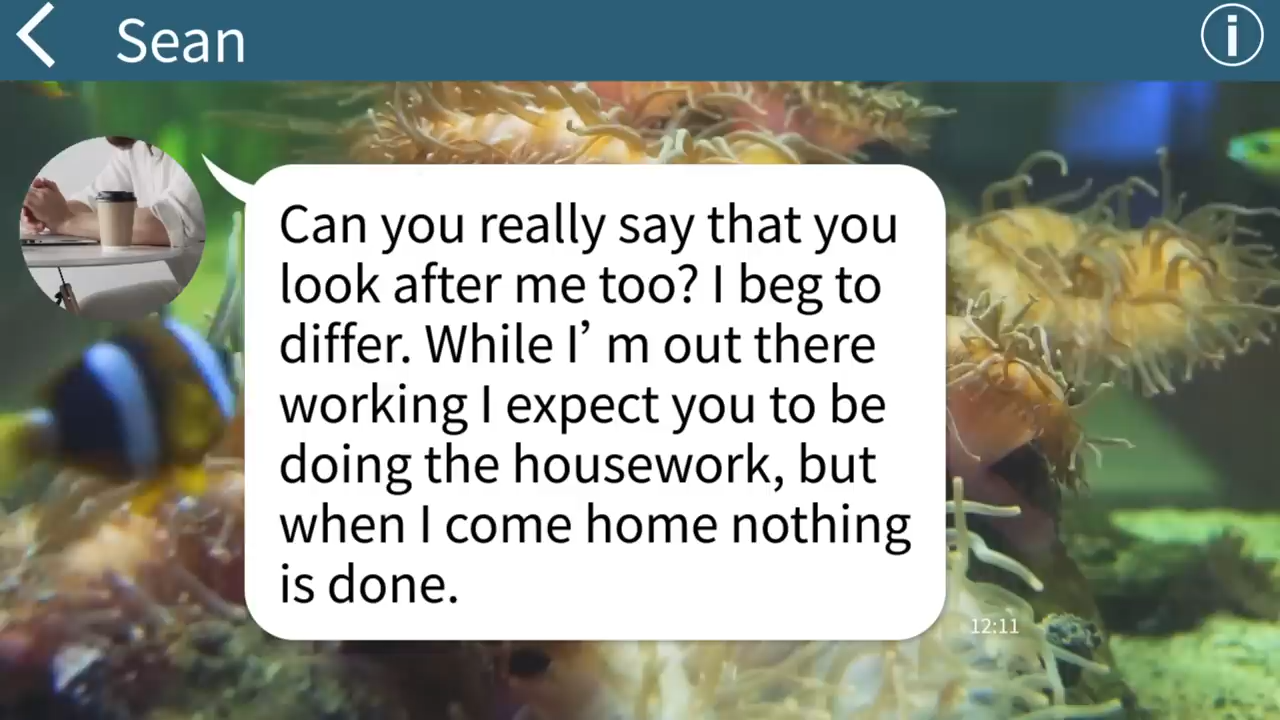 Sean
Can you really say that you
look after me too? I beg to
differ. While I’ m out there
working I expect you to be
doing the housework, but
when I come home nothing
is done.
12:11